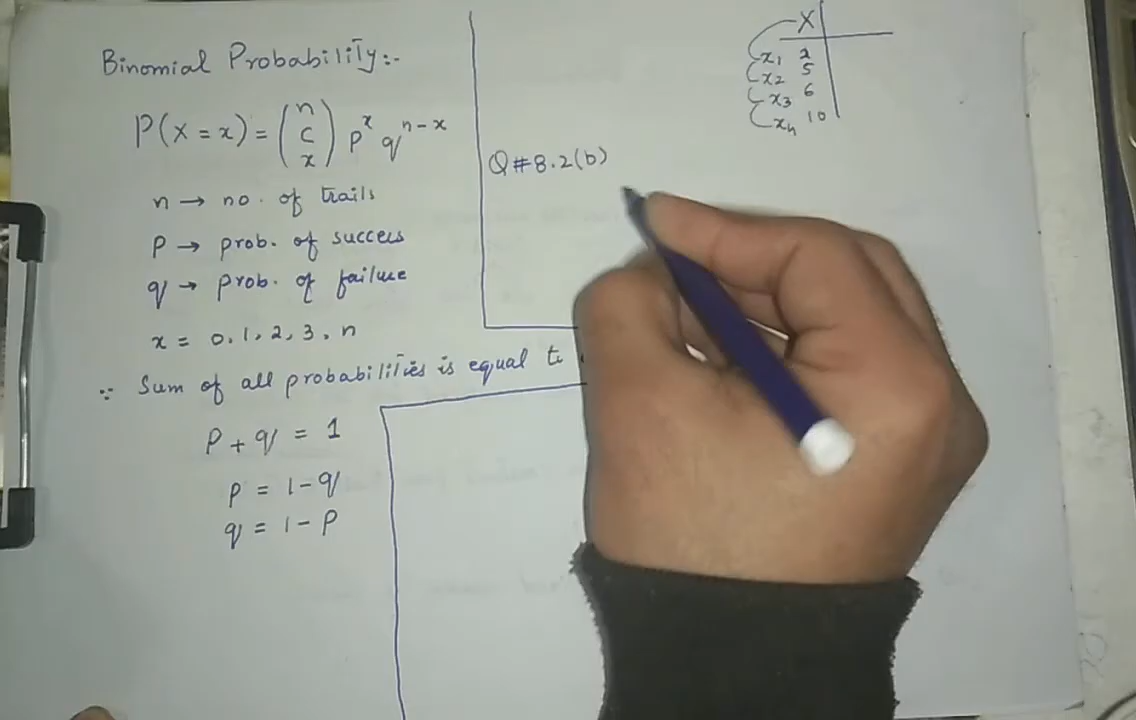 Binomial Probability:-
P(X = x) = (n c x) p^x q^n-x
n → no. of trails
p → prob. of success
q → prob. of failure
x = 0, 1, 2, 3, n
∵ Sum of all probabilities is equal to
p + q = 1
p = 1 - q
q = 1 - p
Q#8.2(b)
X
x1 2
x2 5
x3 6
x4 10